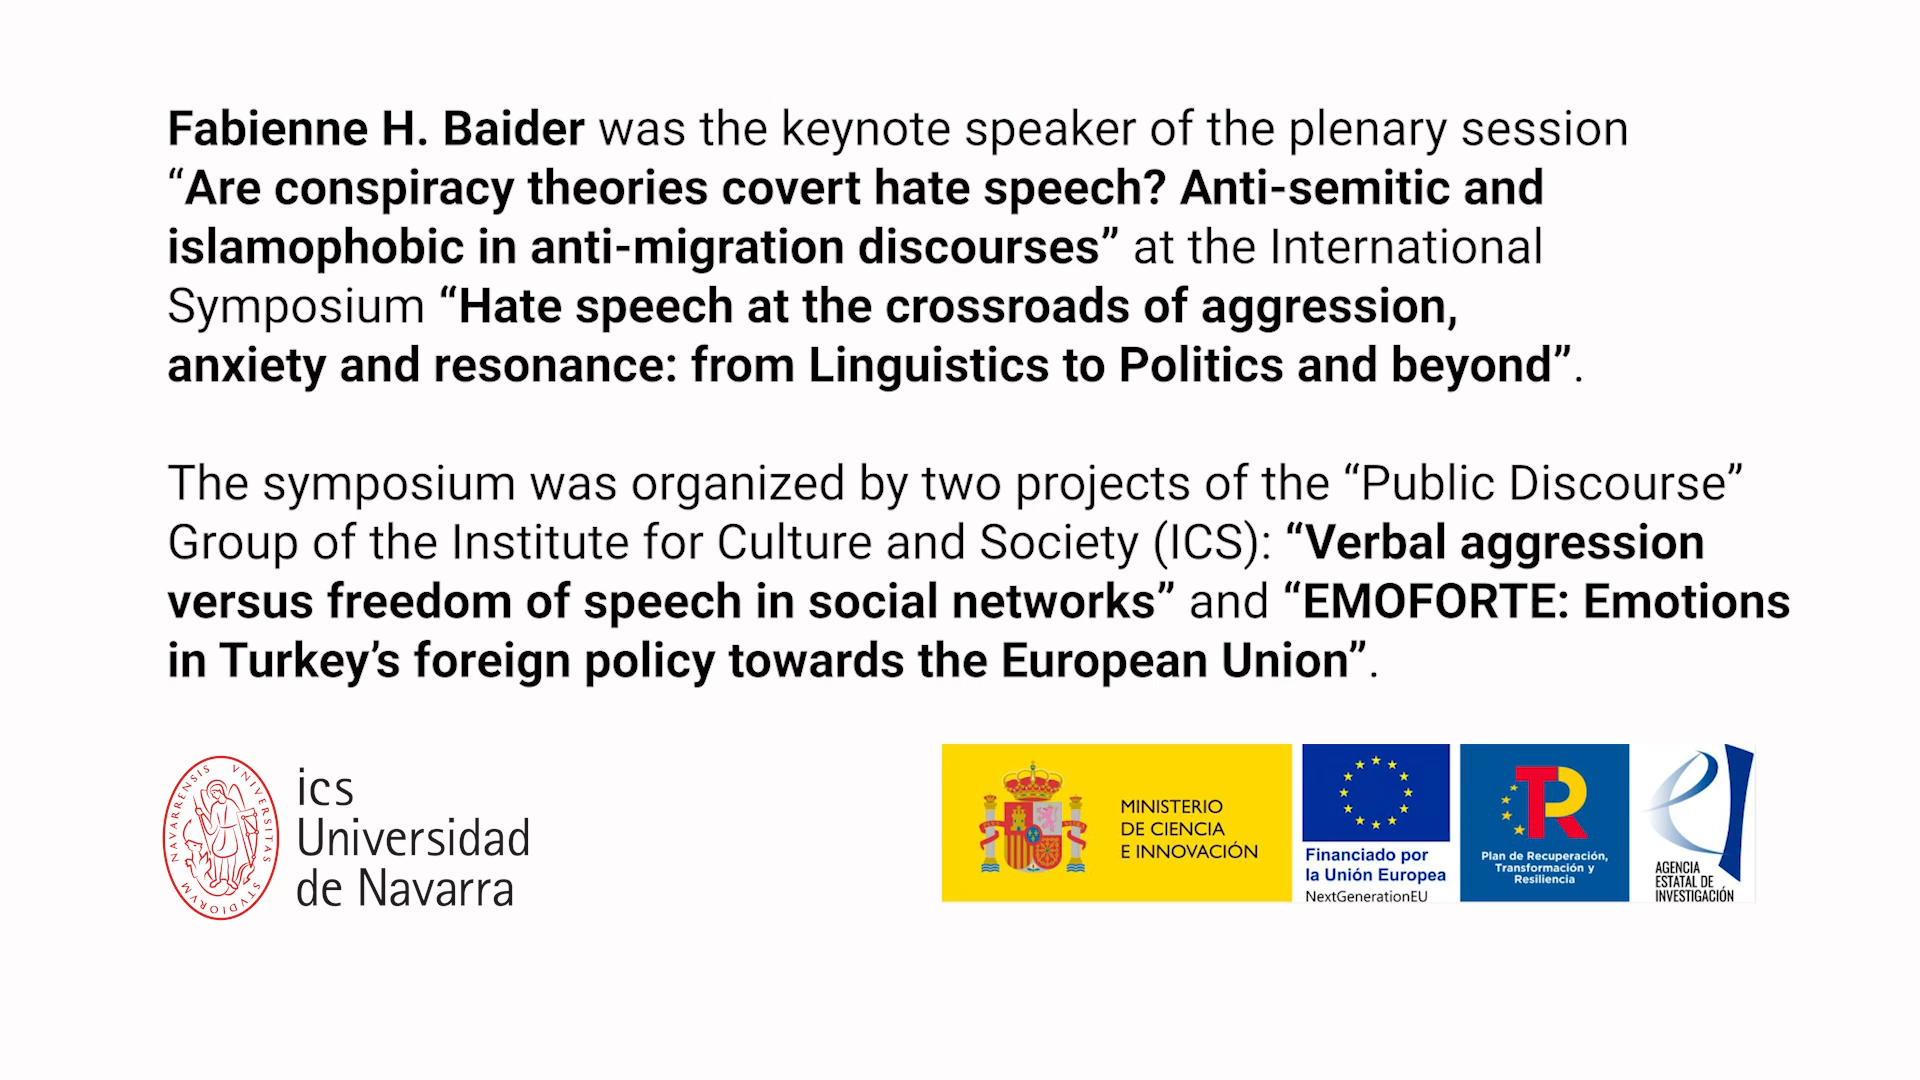 Fabienne H. Baider was the keynote speaker of the plenary session
“Are conspiracy theories covert hate speech? Anti-semitic and
islamophobic in anti-migration discourses” at the International
Symposium “Hate speech at the crossroads of aggression,
anxiety and resonance: from Linguistics to Politics and beyond”.
The symposium was organized by two projects of the “Public Discourse”
Group of the Institute for Culture and Society (ICS): “Verbal aggression
versus freedom of speech in social networks” and “EMOFORTE: Emotions
in Turkey’s foreign policy towards the European Union”.
VNIVERSITAS STVDIORVM NAVARRENSIS
ics
Universidad
de Navarra
MINISTERIO
DE CIENCIA
E INNOVACIÓN
Financiado por
la Unión Europea
NextGenerationEU
TR
Plan de Recuperación,
Transformación y
Resiliencia
AGENCIA
ESTATAL DE
INVESTIGACIÓN